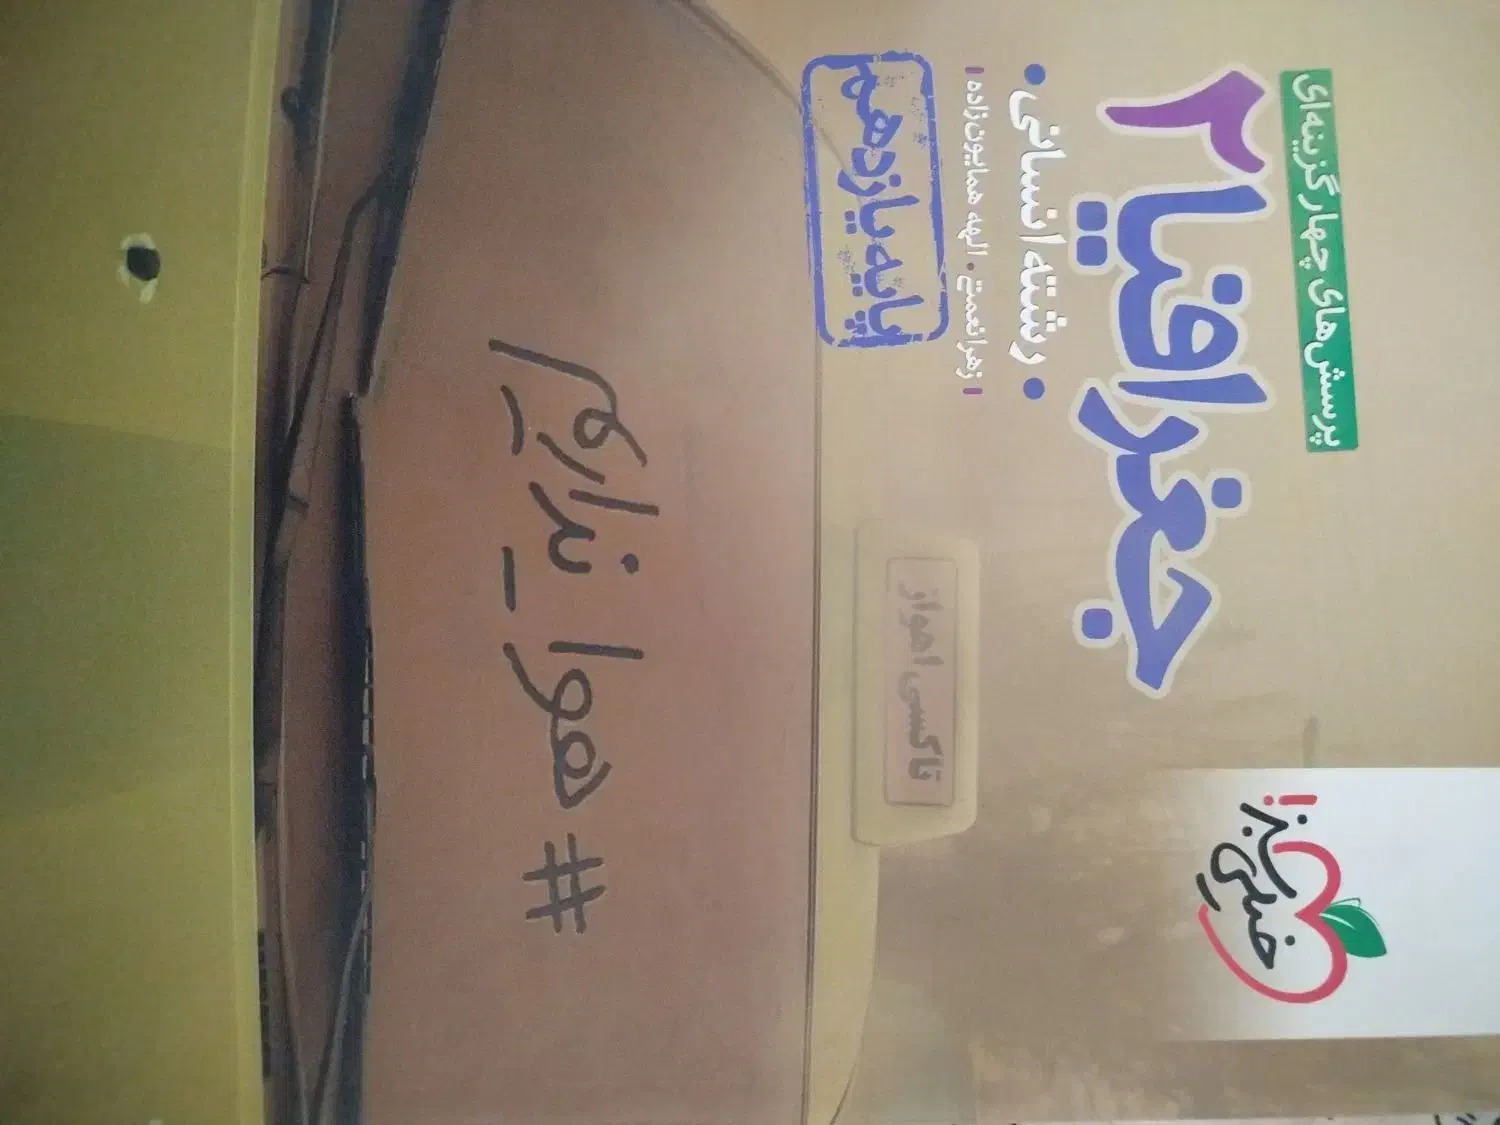 خیلی سبز!
پرسش‌های چهارگزینه‌ای
جغرافیا ۲
• رشته انسانی •
| زهرا نعمتی • الهه همایون‌زاده |
پایه یازدهم
تاکسی اهواز
#هوا_نداریم